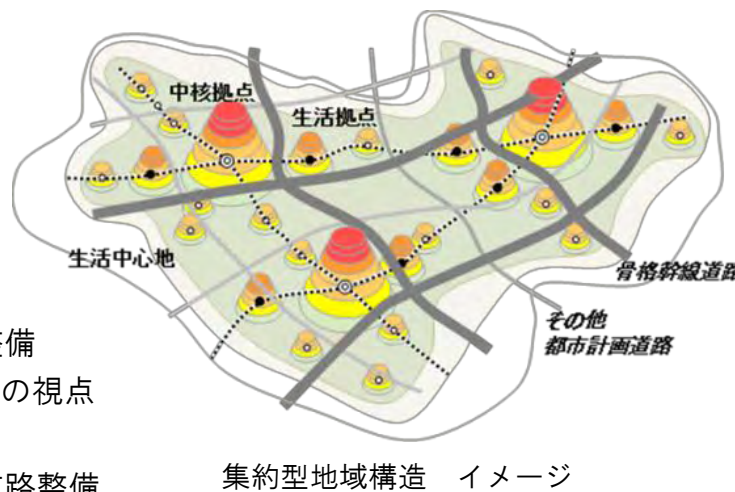 中核拠点
生活拠点
生活中心地
骨格幹線道路
その他
都市計画道路
整備
の視点
道路整備
集約型地域構造　イメージ